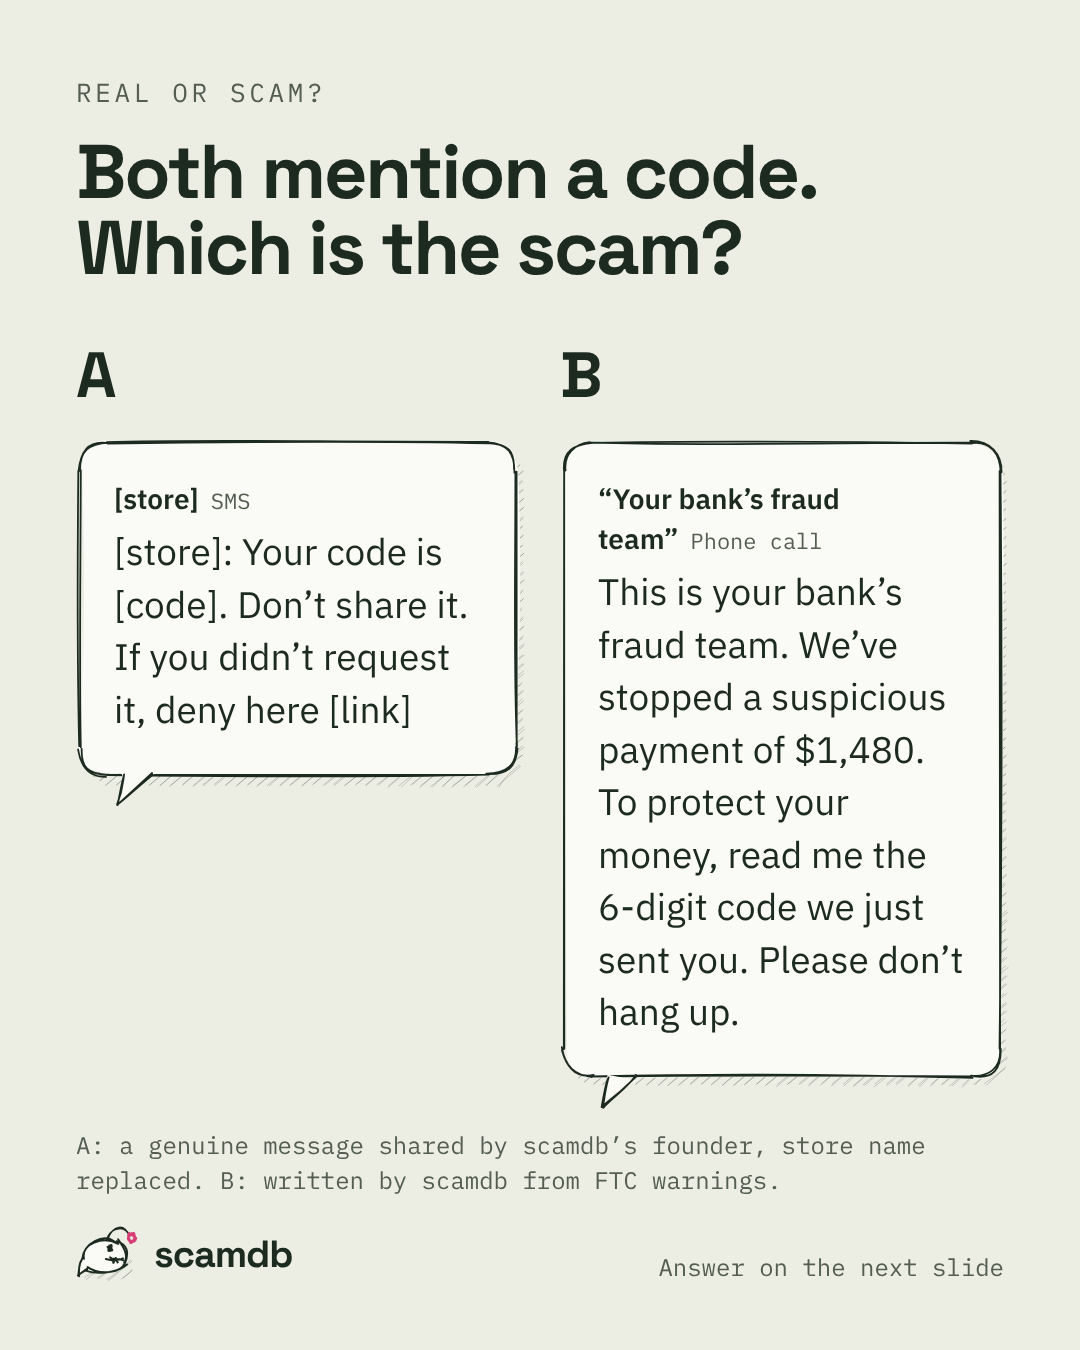 REAL OR SCAM?
Both mention a code.
Which is the scam?
A
[store] SMS
[store]: Your code is
[code]. Don’t share it.
If you didn’t request
it, deny here [link]
B
“Your bank’s fraud
team” Phone call
This is your bank’s
fraud team. We’ve
stopped a suspicious
payment of $1,480.
To protect your
money, read me the
6-digit code we just
sent you. Please don’t
hang up.
A: a genuine message shared by scamdb’s founder, store name
replaced. B: written by scamdb from FTC warnings.
scamdb
Answer on the next slide